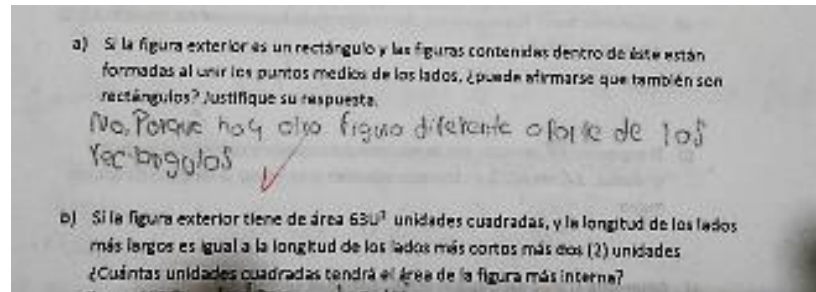 a) Si la figura exterior es un rectángulo y las figuras contenidas dentro de éste están
formadas al unir los puntos medios de los lados, ¿puede afirmarse que también son
rectángulos? Justifique su respuesta.
No, Porque hay otra figura diferente aparte de los
rectangulos
b) Si la figura exterior tiene de área 63U² unidades cuadradas, y la longitud de los lados
más largos es igual a la longitud de los lados más cortos más dos (2) unidades
¿Cuántas unidades cuadradas tendrá el área de la figura más interna?